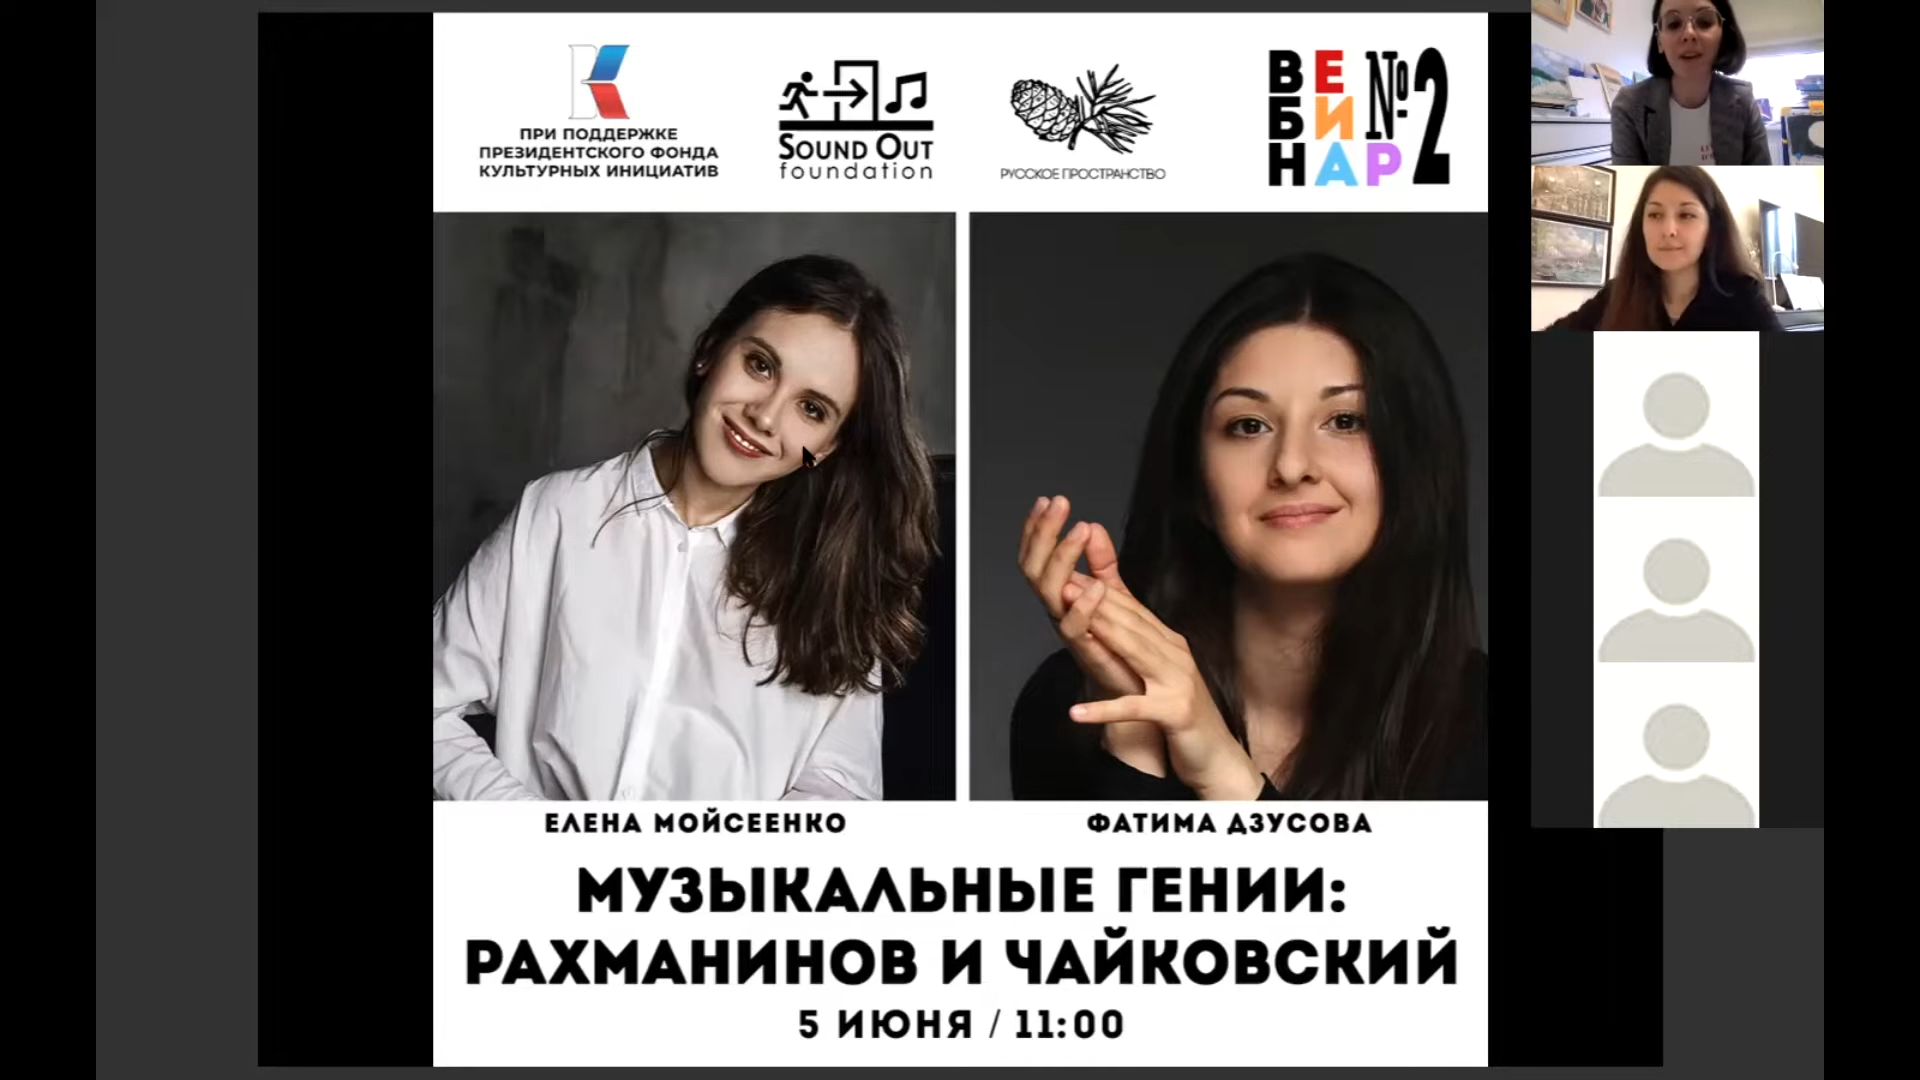 ПРИ ПОДДЕРЖКЕ
ПРЕЗИДЕНТСКОГО ФОНДА
КУЛЬТУРНЫХ ИНИЦИАТИВ
SOUND OUT
foundation
РУССКОЕ ПРОСТРАНСТВО
ВЕ
БИ
НАР
№2
ЕЛЕНА МОЙСЕЕНКО
ФАТИМА ДЗУСОВА
МУЗЫКАЛЬНЫЕ ГЕНИИ:
РАХМАНИНОВ И ЧАЙКОВСКИЙ
5 ИЮНЯ / 11:00